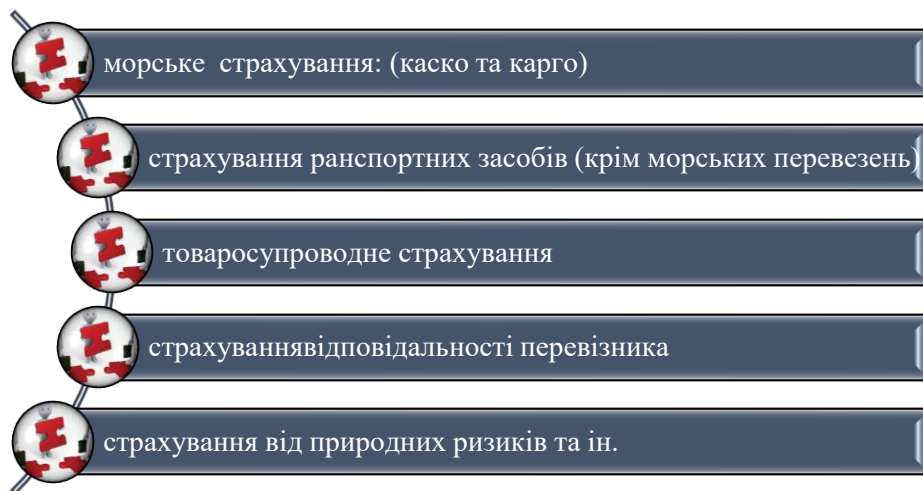 морське страхування: (каско та карго)
страхування ранспортних засобів (крім морських перевезень)
товаросупроводне страхування
страхуваннявідповідальності перевізника
страхування від природних ризиків та ін.